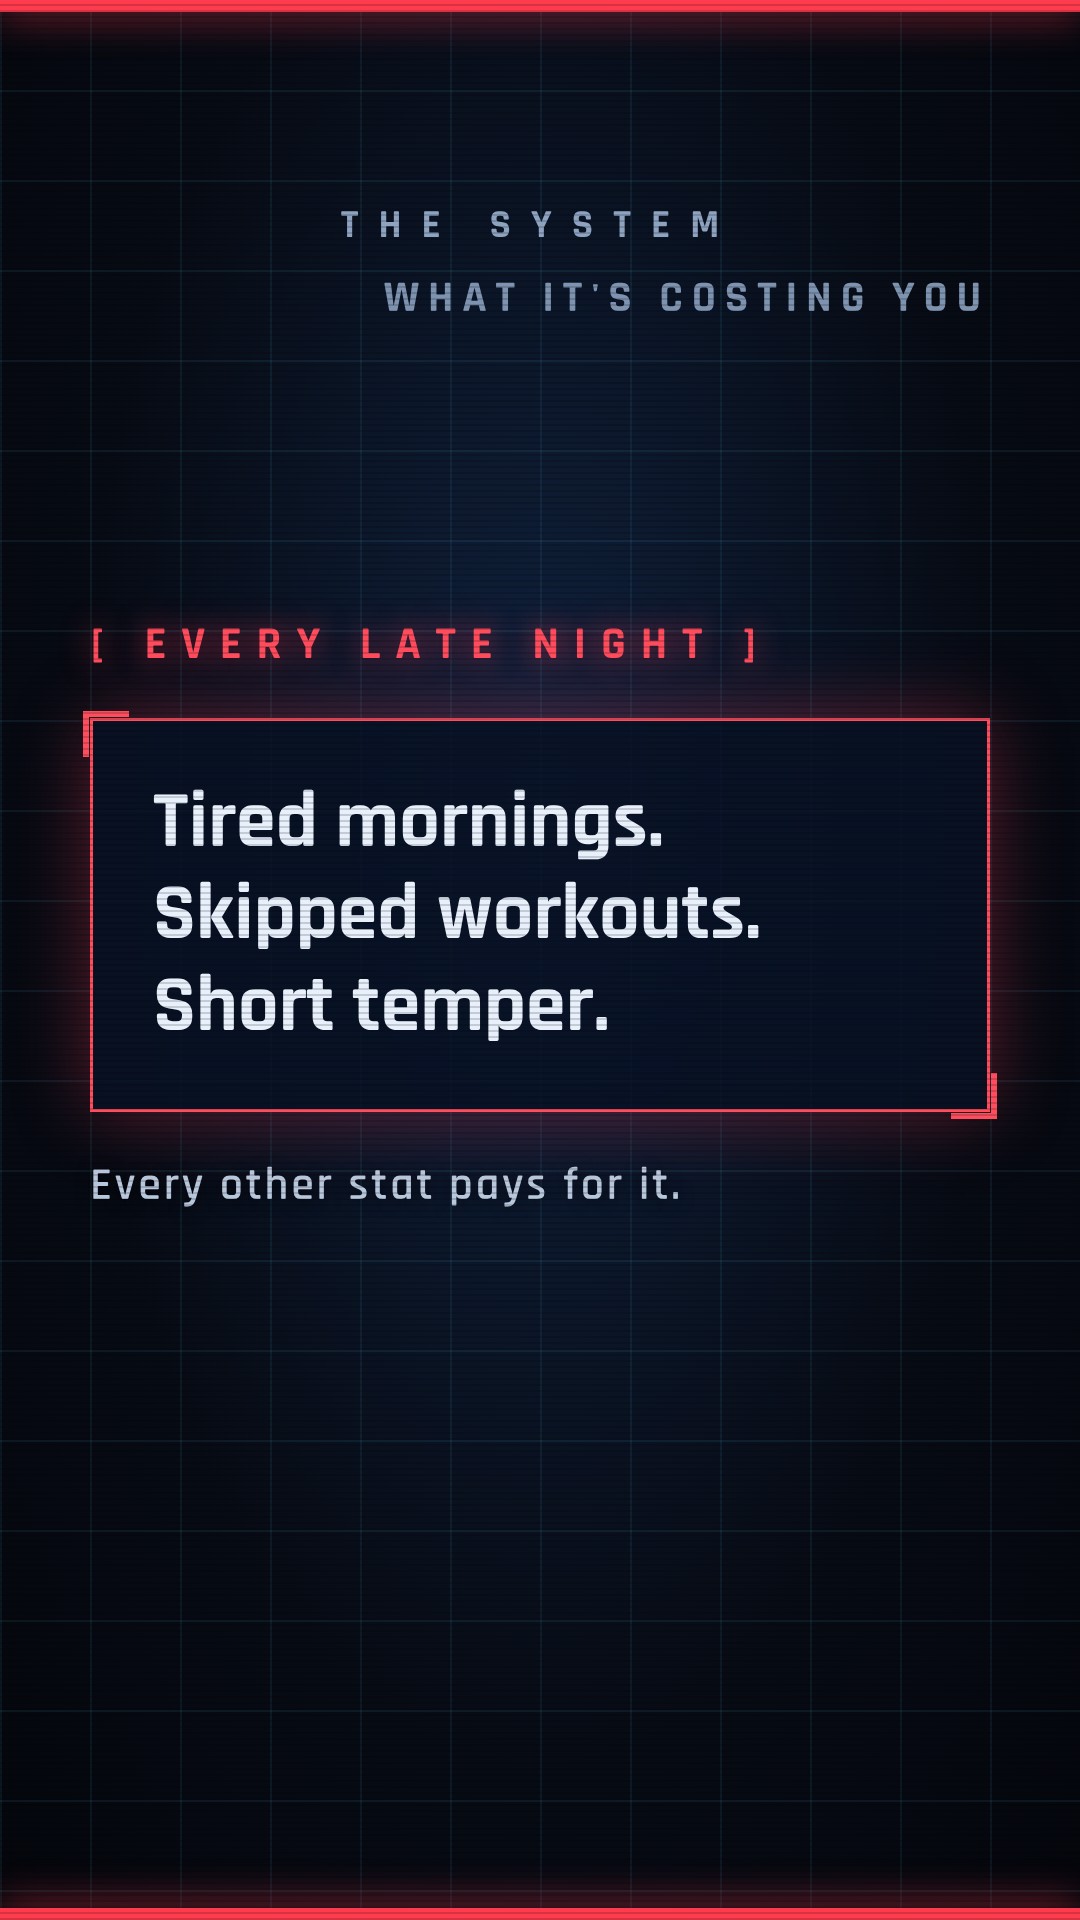 THE SYSTEM
WHAT IT'S COSTING YOU
[ EVERY LATE NIGHT ]
Tired mornings.
Skipped workouts.
Short temper.
Every other stat pays for it.